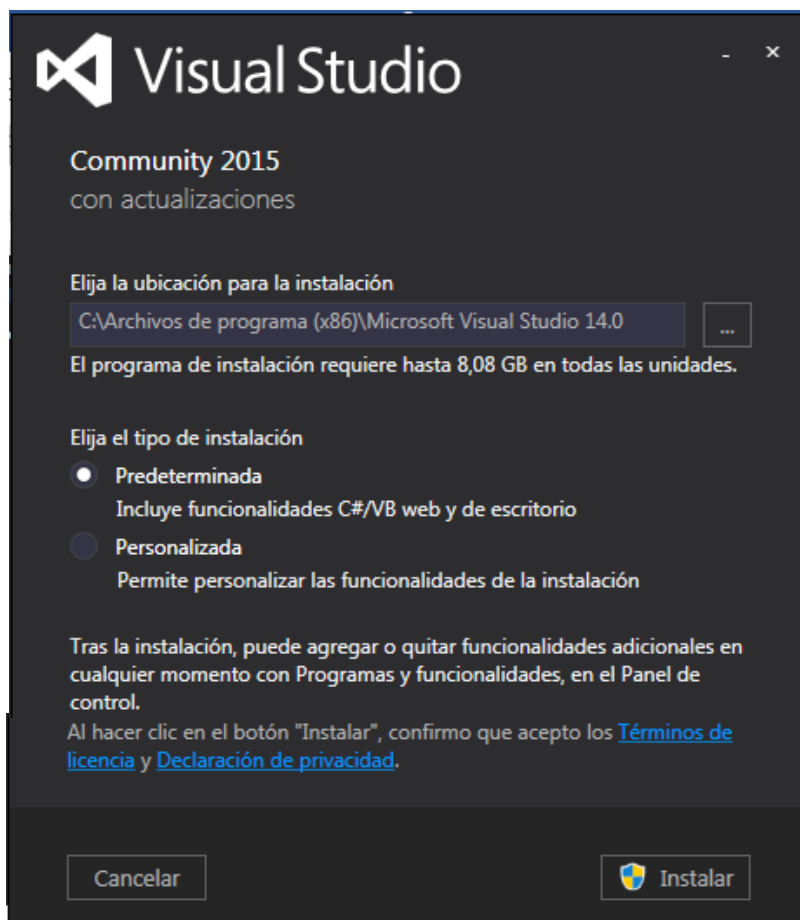 Visual Studio
Community 2015
con actualizaciones
Elija la ubicación para la instalación
C:\Archivos de programa (x86)\Microsoft Visual Studio 14.0
...
El programa de instalación requiere hasta 8,08 GB en todas las unidades.
Elija el tipo de instalación
Predeterminada
Incluye funcionalidades C#/VB web y de escritorio
Personalizada
Permite personalizar las funcionalidades de la instalación
Tras la instalación, puede agregar o quitar funcionalidades adicionales en
cualquier momento con Programas y funcionalidades, en el Panel de
control.
Al hacer clic en el botón "Instalar", confirmo que acepto los Términos de
licencia y Declaración de privacidad.
Cancelar
Instalar